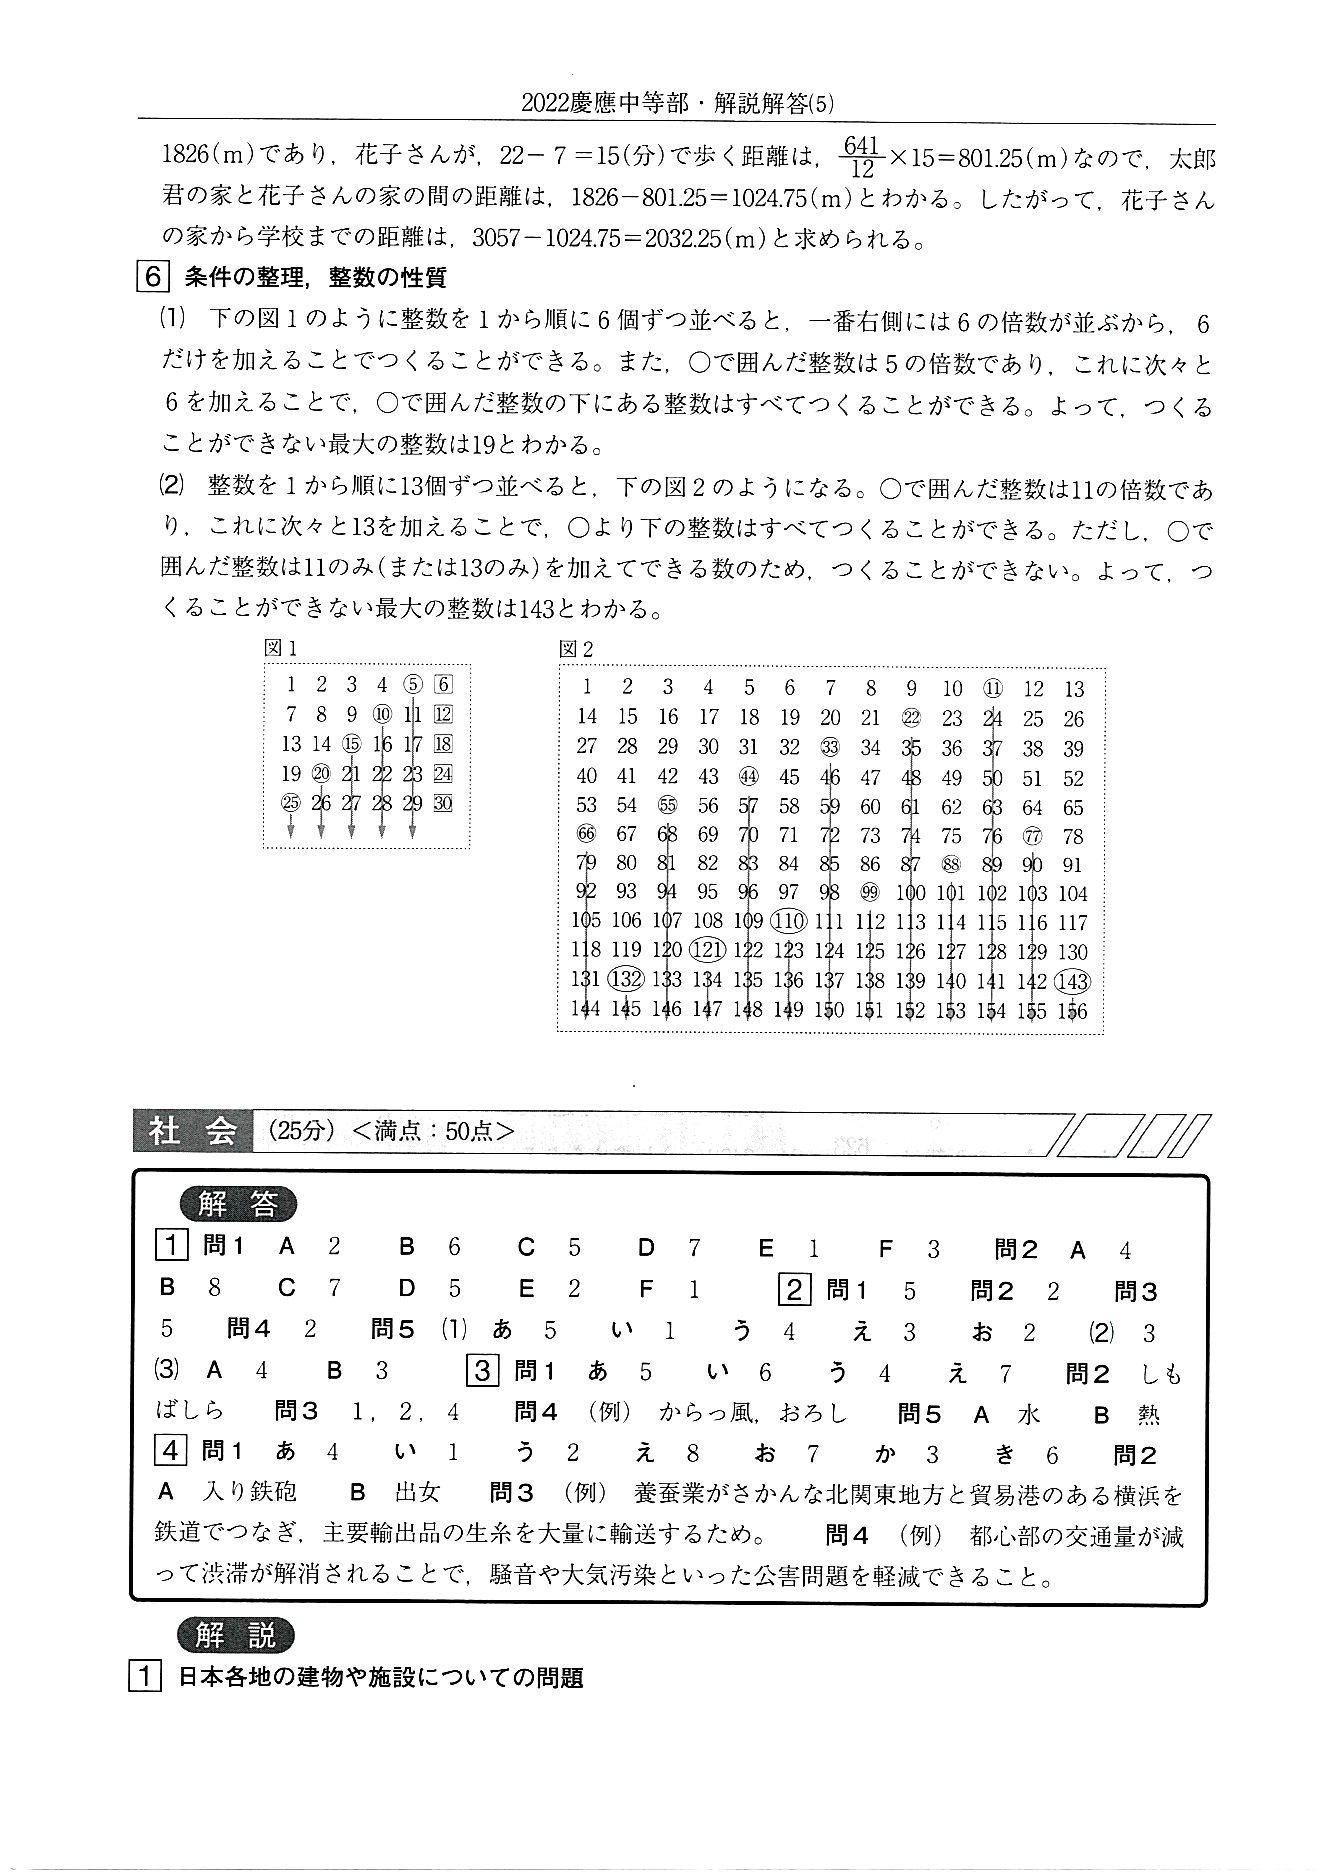 2022慶應中等部・解説解答(5)
1826(m)であり，花子さんが，22－7＝15(分)で歩く距離は，641/12×15＝801.25(m)なので，太郎
君の家と花子さんの家の間の距離は，1826－801.25＝1024.75(m)とわかる。したがって，花子さん
の家から学校までの距離は，3057－1024.75＝2032.25(m)と求められる。
6 条件の整理，整数の性質
(1) 下の図1のように整数を1から順に6個ずつ並べると，一番右側には6の倍数が並ぶから，6
だけを加えることでつくることができる。また，○で囲んだ整数は5の倍数であり，これに次々と
6を加えることで，○で囲んだ整数の下にある整数はすべてつくることができる。よって，つくる
ことができない最大の整数は19とわかる。
(2) 整数を1から順に13個ずつ並べると，下の図2のようになる。○で囲んだ整数は11の倍数であ
り，これに次々と13を加えることで，○より下の整数はすべてつくることができる。ただし，○で
囲んだ整数は11のみ(または13のみ)を加えてできる数のため，つくることができない。よって，つ
くることができない最大の整数は143とわかる。
図1
1 2 3 4 ⑤ 6
7 8 9 ⑩ 11 12
13 14 ⑮ 16 17 18
19 ⑳ 21 22 23 24
㉕ 26 27 28 29 30
図2
1 2 3 4 5 6 7 8 9 10 ⑪ 12 13
14 15 16 17 18 19 20 21 ㉒ 23 24 25 26
27 28 29 30 31 32 ㉝ 34 35 36 37 38 39
40 41 42 43 ㊹ 45 46 47 48 49 50 51 52
53 54 55 56 57 58 59 60 61 62 63 64 65
66 67 68 69 70 71 72 73 74 75 76 77 78
79 80 81 82 83 84 85 86 87 88 89 90 91
92 93 94 95 96 97 98 99 100 101 102 103 104
105 106 107 108 109 110 111 112 113 114 115 116 117
118 119 120 121 122 123 124 125 126 127 128 129 130
131 132 133 134 135 136 137 138 139 140 141 142 143
144 145 146 147 148 149 150 151 152 153 154 155 156
社会 (25分) ＜満点：50点＞
解答
1 問1 A 2 B 6 C 5 D 7 E 1 F 3 問2 A 4
B 8 C 7 D 5 E 2 F 1 2 問1 5 問2 2 問3
5 問4 2 問5 (1) あ 5 い 1 う 4 え 3 お 2 (2) 3
(3) A 4 B 3 3 問1 あ 5 い 6 う 4 え 7 問2 しも
ばしら 問3 1，2，4 問4 (例) からっ風，おろし 問5 A 水 B 熱
4 問1 あ 4 い 1 う 2 え 8 お 7 か 3 き 6 問2
A 入り鉄砲 B 出女 問3 (例) 養蚕業がさかんな北関東地方と貿易港のある横浜を
鉄道でつなぎ，主要輸出品の生糸を大量に輸送するため。 問4 (例) 都心部の交通量が減
って渋滞が解消されることで，騒音や大気汚染といった公害問題を軽減できること。
解説
1 日本各地の建物や施設についての問題